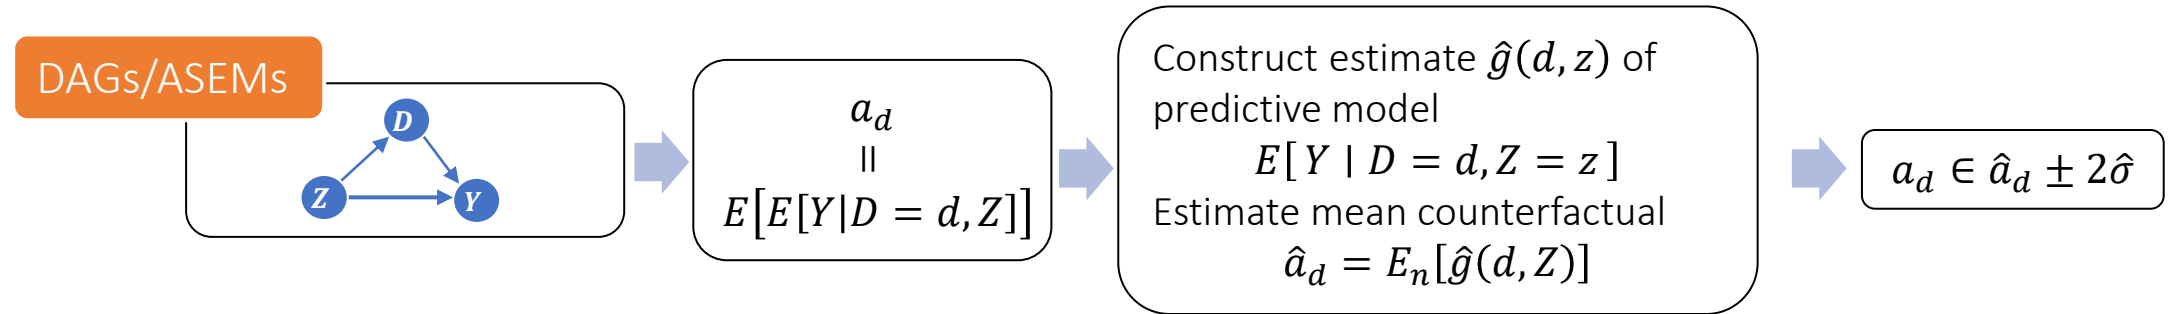 DAGs/ASEMs
D
Z
Y
a_d
=
E[E[Y|D = d, Z]]
Construct estimate ĝ(d, z) of
predictive model
E[ Y | D = d, Z = z ]
Estimate mean counterfactual
â_d = E_n[ĝ(d, Z)]
a_d ∈ â_d ± 2σ̂